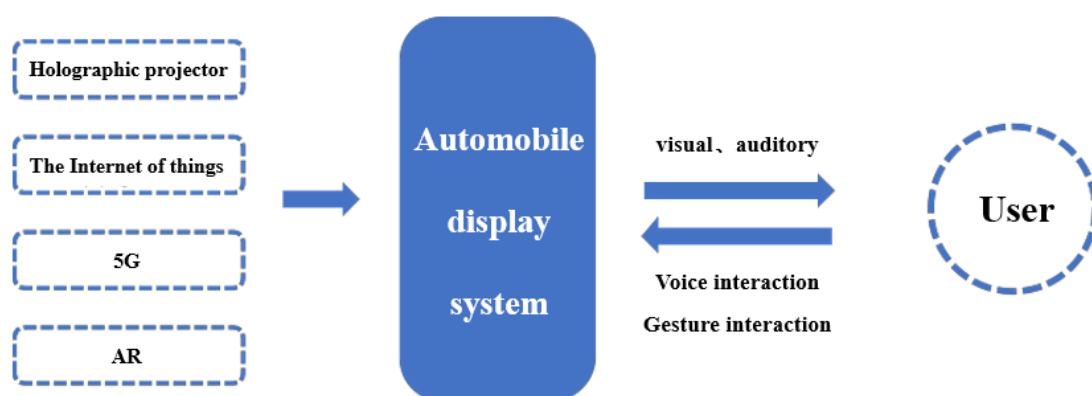 Holographic projector
The Internet of things
5G
AR
Automobile
display
system
visual、auditory
Voice interaction
Gesture interaction
User